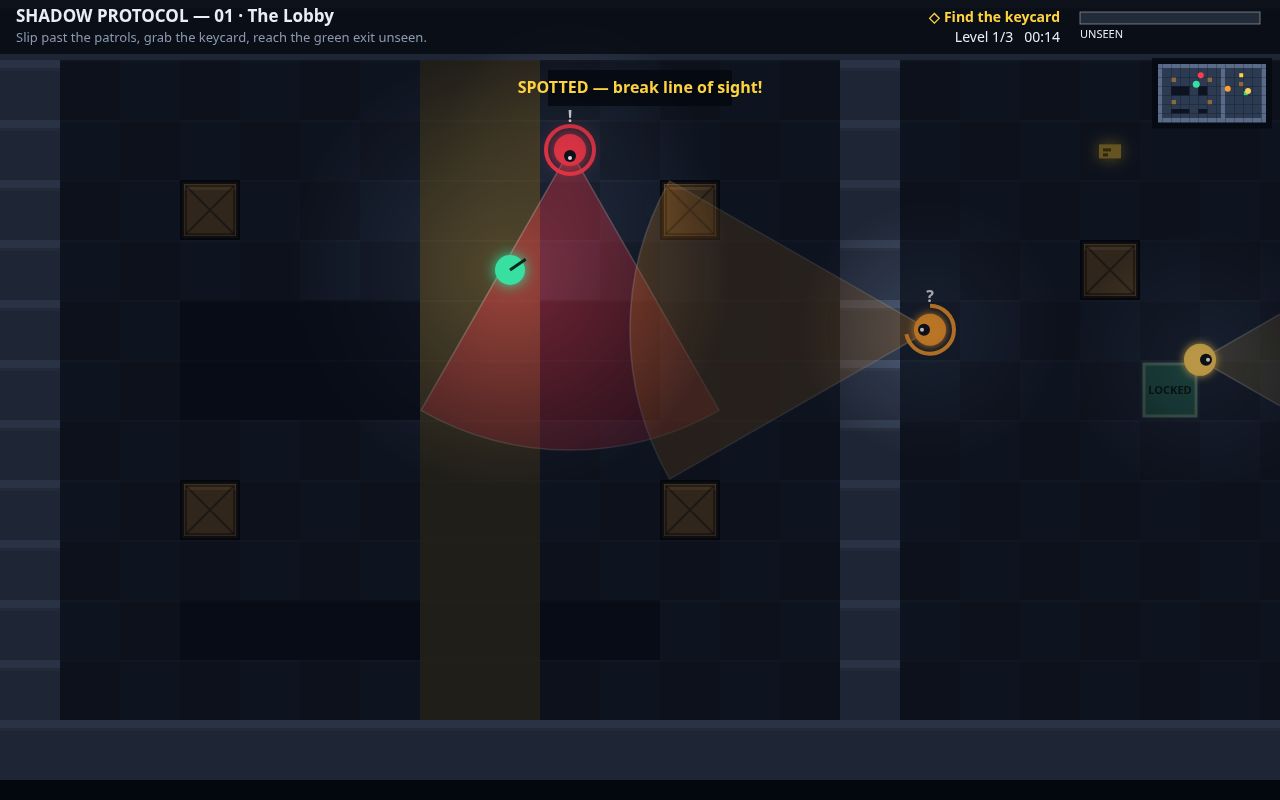 SHADOW PROTOCOL — 01 · The Lobby
Slip past the patrols, grab the keycard, reach the green exit unseen.
◇ Find the keycard
Level 1/3 00:14
UNSEEN
SPOTTED — break line of sight!
!
?
LOCKED